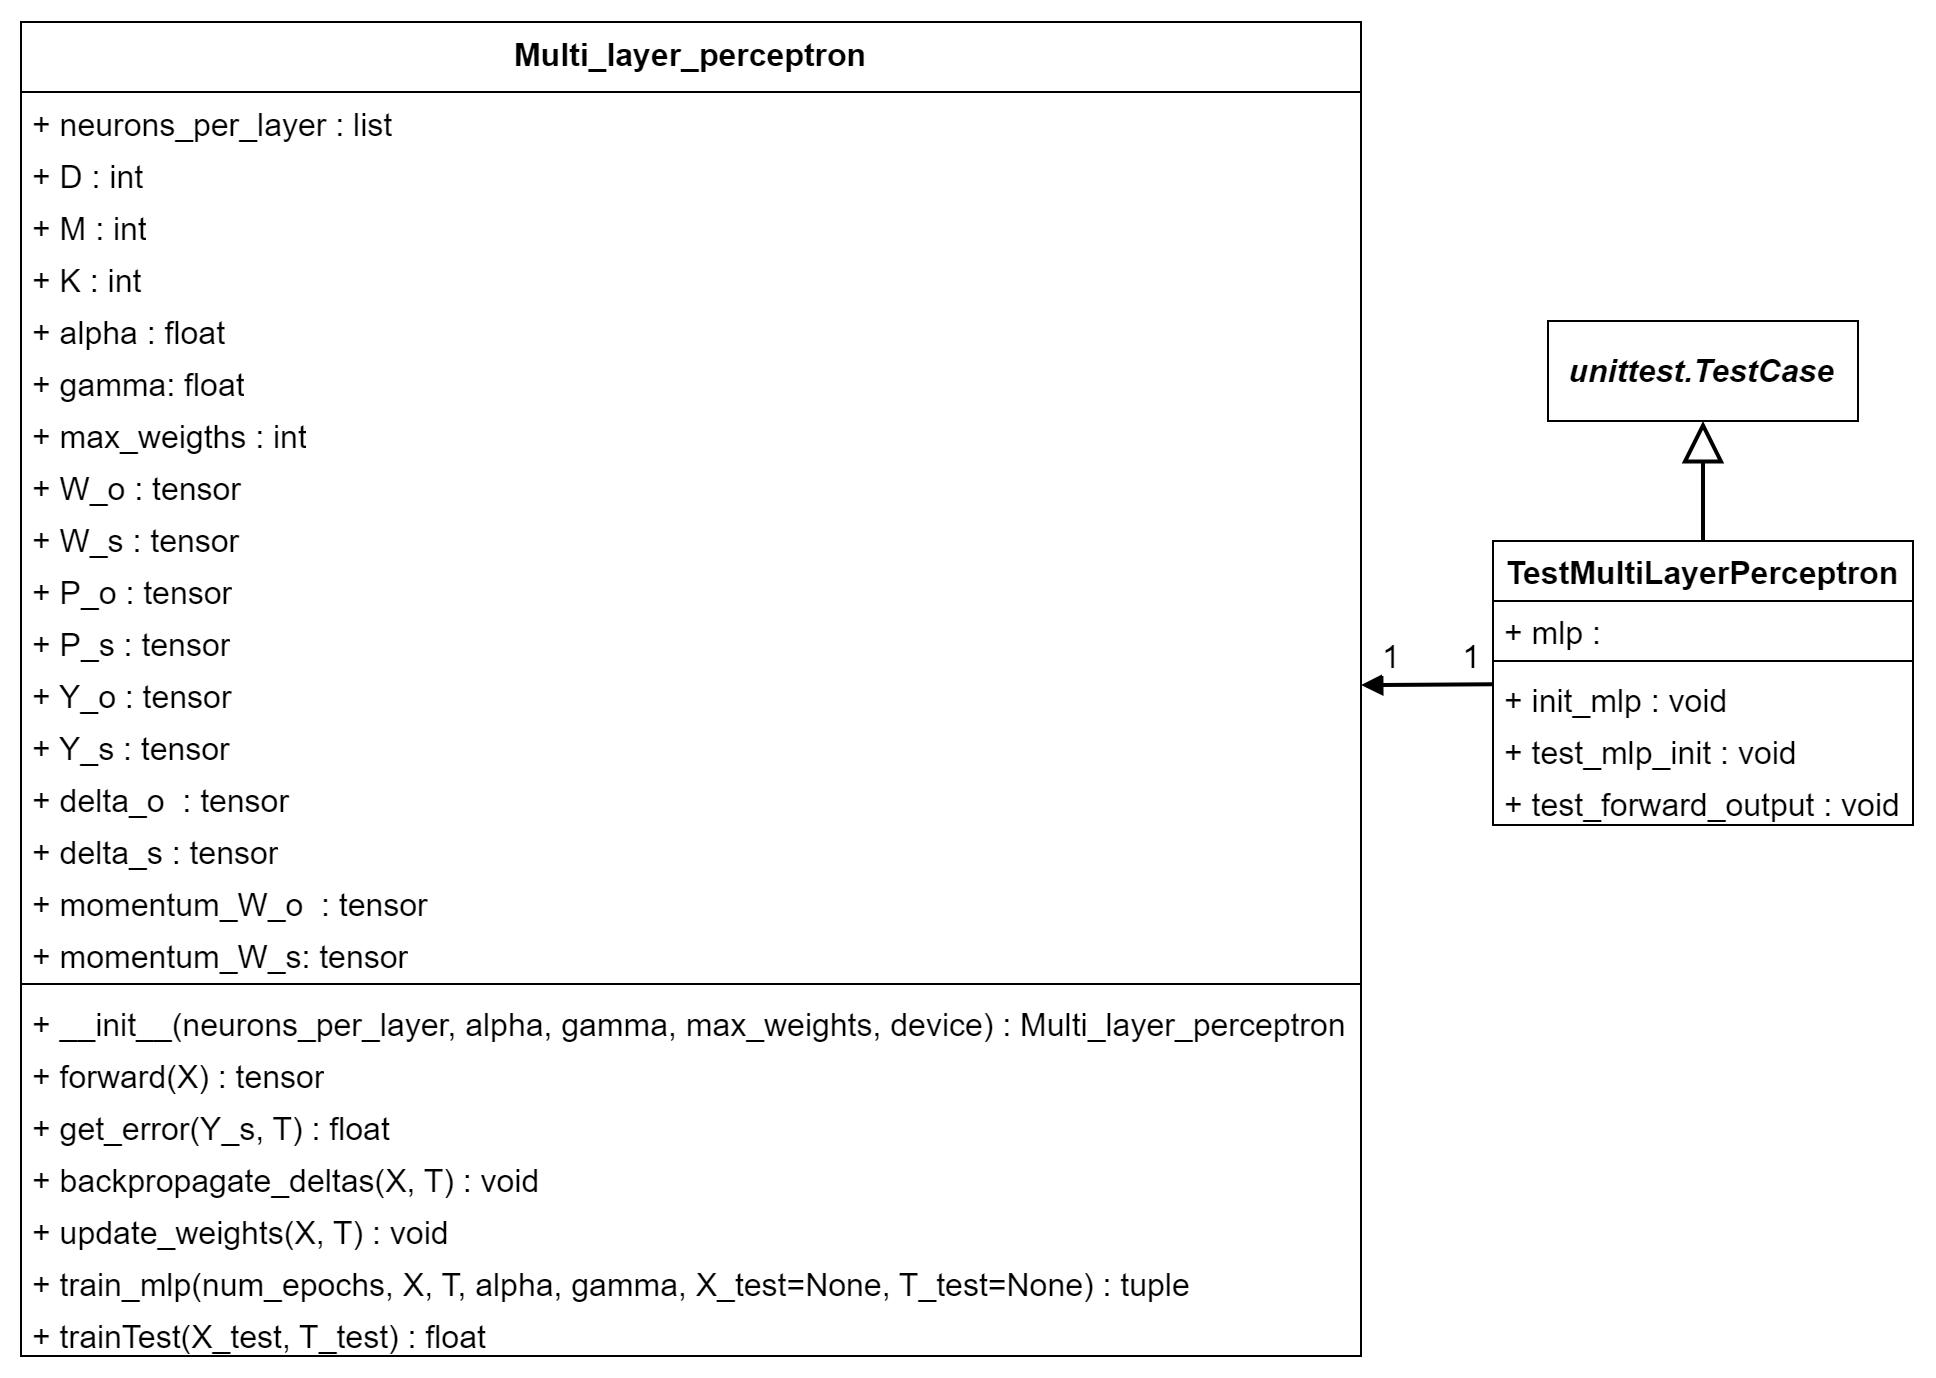 Multi_layer_perceptron
+ neurons_per_layer : list
+ D : int
+ M : int
+ K : int
+ alpha : float
+ gamma: float
+ max_weigths : int
+ W_o : tensor
+ W_s : tensor
+ P_o : tensor
+ P_s : tensor
+ Y_o : tensor
+ Y_s : tensor
+ delta_o  : tensor
+ delta_s : tensor
+ momentum_W_o  : tensor
+ momentum_W_s: tensor
+ __init__(neurons_per_layer, alpha, gamma, max_weights, device) : Multi_layer_perceptron
+ forward(X) : tensor
+ get_error(Y_s, T) : float
+ backpropagate_deltas(X, T) : void
+ update_weights(X, T) : void
+ train_mlp(num_epochs, X, T, alpha, gamma, X_test=None, T_test=None) : tuple
+ trainTest(X_test, T_test) : float
1 1
unittest.TestCase
TestMultiLayerPerceptron
+ mlp :
+ init_mlp : void
+ test_mlp_init : void
+ test_forward_output : void